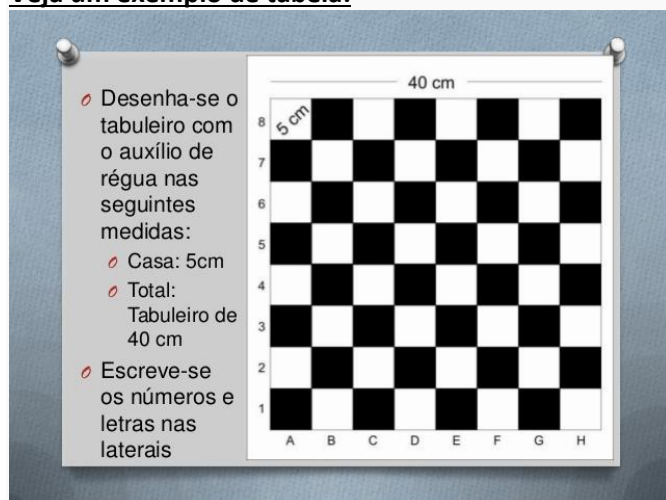 Veja um exemplo de tabela:
Desenha-se o
tabuleiro com
o auxílio de
régua nas
seguintes
medidas:
Casa: 5cm
Total:
Tabuleiro de
40 cm
Escreve-se
os números e
letras nas
laterais
40 cm
5 cm
8
7
6
5
4
3
2
1
A B C D E F G H